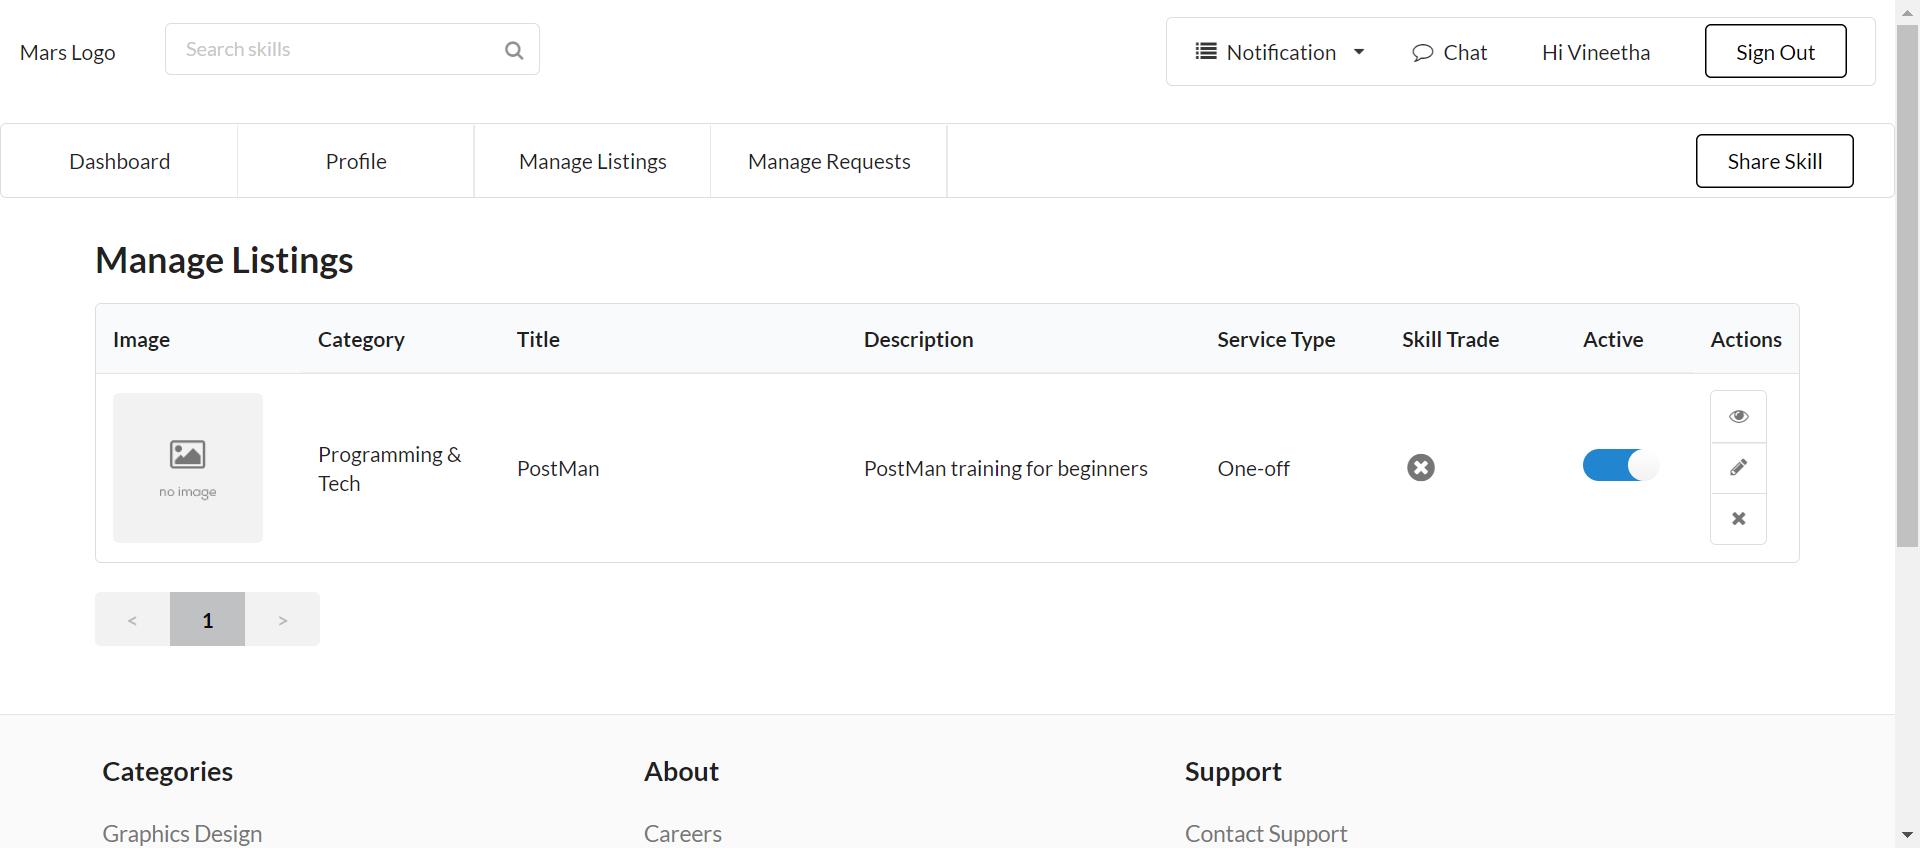 Mars Logo
Search skills
Notification
Chat
Hi Vineetha
Sign Out
Dashboard
Profile
Manage Listings
Manage Requests
Share Skill
Manage Listings
Image
Category
Title
Description
Service Type
Skill Trade
Active
Actions
no image
Programming &
Tech
PostMan
PostMan training for beginners
One-off
<
1
>
Categories
About
Support
Graphics Design
Careers
Contact Support